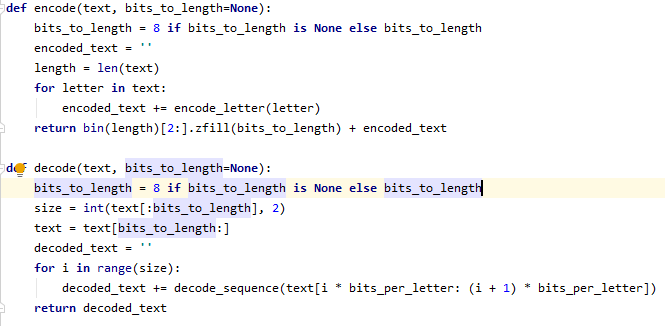 def encode(text, bits_to_length=None):
    bits_to_length = 8 if bits_to_length is None else bits_to_length
    encoded_text = ''
    length = len(text)
    for letter in text:
        encoded_text += encode_letter(letter)
    return bin(length)[2:].zfill(bits_to_length) + encoded_text

def decode(text, bits_to_length=None):
    bits_to_length = 8 if bits_to_length is None else bits_to_length
    size = int(text[:bits_to_length], 2)
    text = text[bits_to_length:]
    decoded_text = ''
    for i in range(size):
        decoded_text += decode_sequence(text[i * bits_per_letter: (i + 1) * bits_per_letter])
    return decoded_text